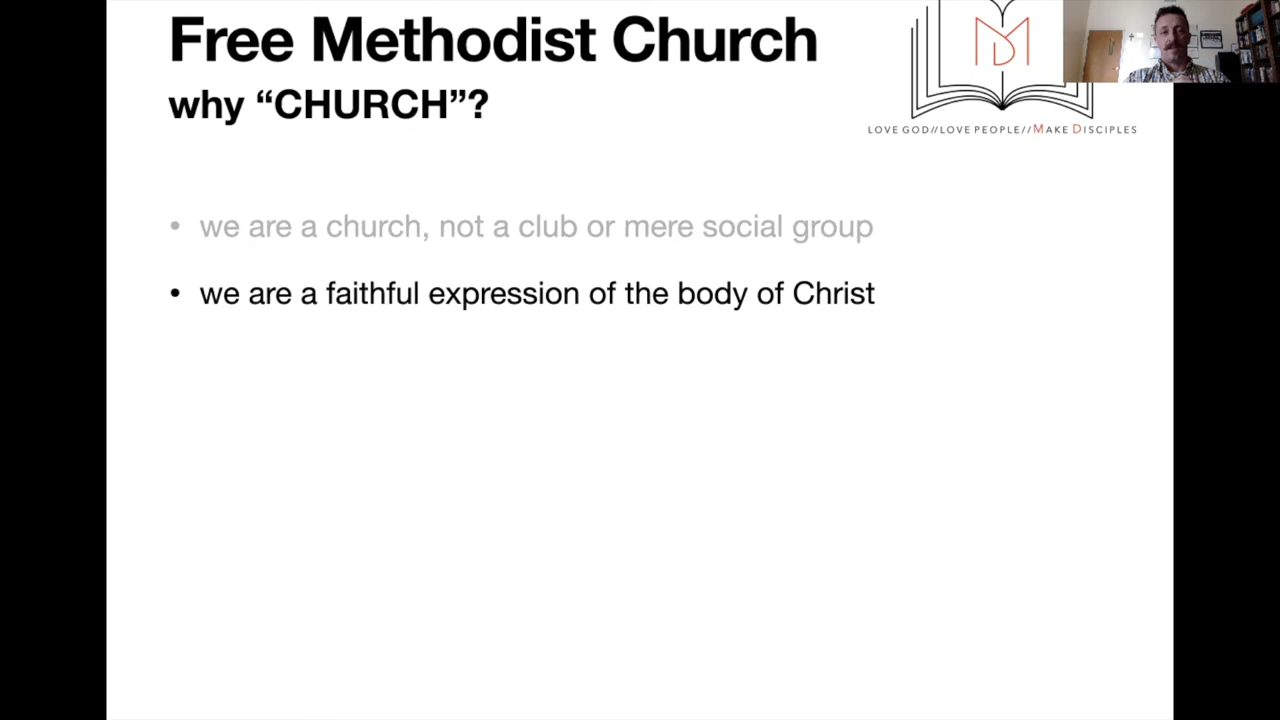 Free Methodist Church
why “CHURCH”?
MD
LOVE GOD//LOVE PEOPLE//MAKE DISCIPLES
• we are a church, not a club or mere social group
• we are a faithful expression of the body of Christ